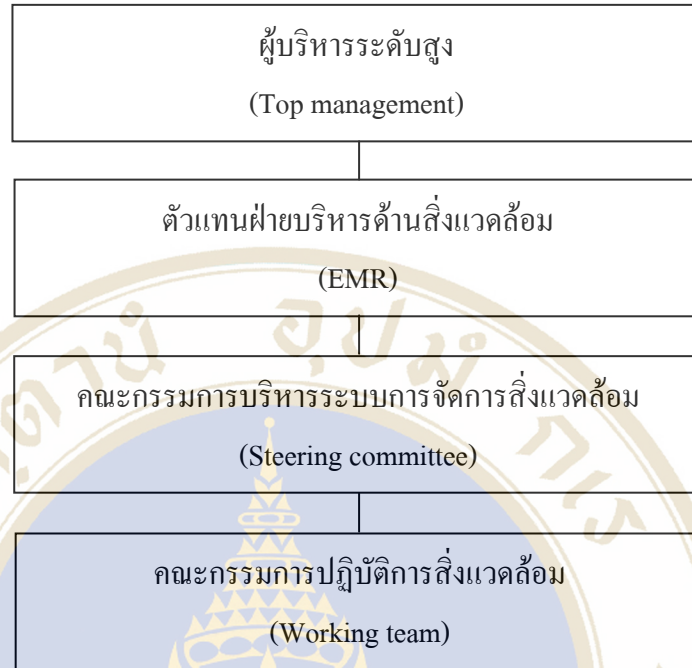 ผู้บริหารระดับสูง
(Top management)
ตัวแทนฝ่ายบริหารด้านสิ่งแวดล้อม
(EMR)
คณะกรรมการบริหารระบบการจัดการสิ่งแวดล้อม
(Steering committee)
คณะกรรมการปฏิบัติการสิ่งแวดล้อม
(Working team)